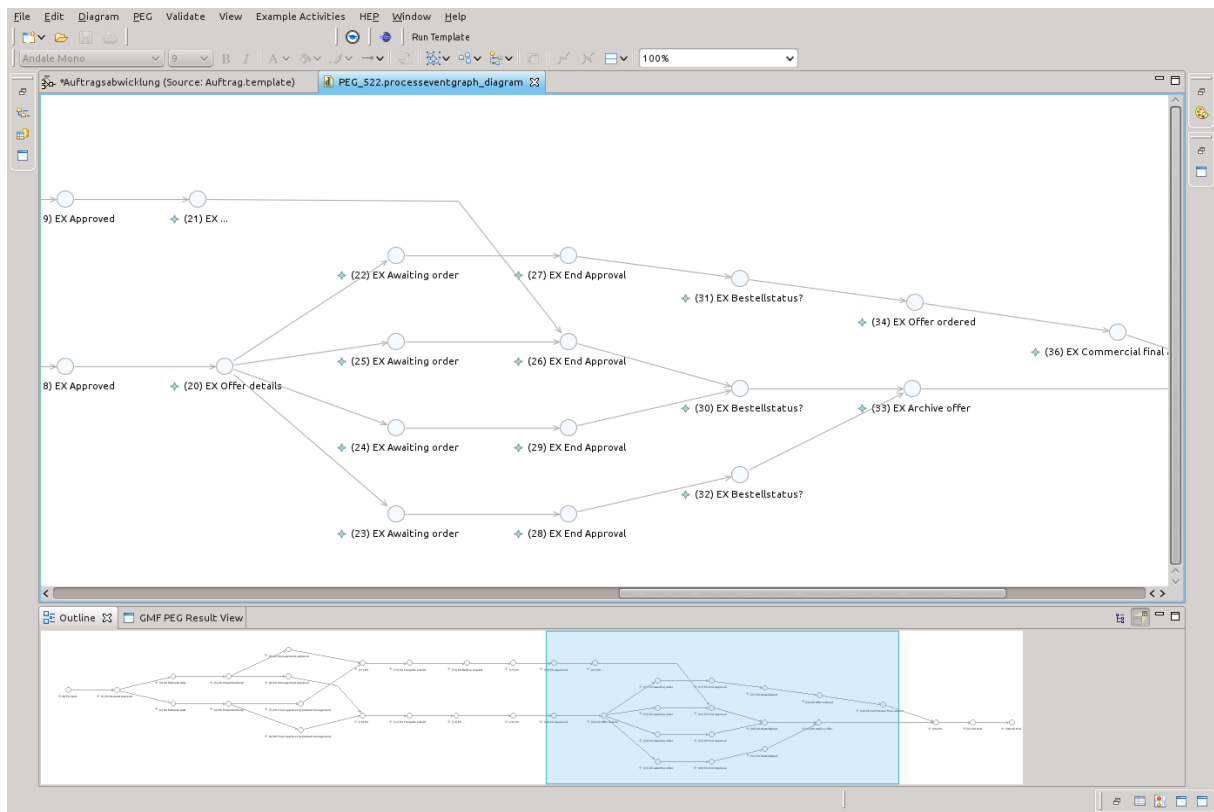 File Edit Diagram PEG Validate View Example Activities HEP Window Help
Run Template
Andale Mono 9 B I A 100%
*Auftragsabwicklung (Source: Auftrag.template) PEG_522.processeventgraph_diagram
9) EX Approved (21) EX ...
(22) EX Awaiting order (27) EX End Approval
(31) EX Bestellstatus?
(34) EX Offer ordered
(25) EX Awaiting order (26) EX End Approval
(36) EX Commercial final
8) EX Approved (20) EX Offer details
(30) EX Bestellstatus? (33) EX Archive offer
(24) EX Awaiting order (29) EX End Approval
(32) EX Bestellstatus?
(23) EX Awaiting order (28) EX End Approval
Outline GMF PEG Result View